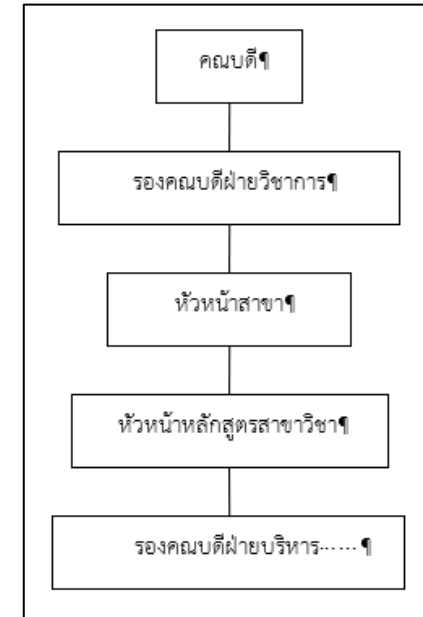 คณบดี¶
รองคณบดีฝ่ายวิชาการ¶
หัวหน้าสาขา¶
หัวหน้าหลักสูตรสาขาวิชา¶
รองคณบดีฝ่ายบริหาร······¶